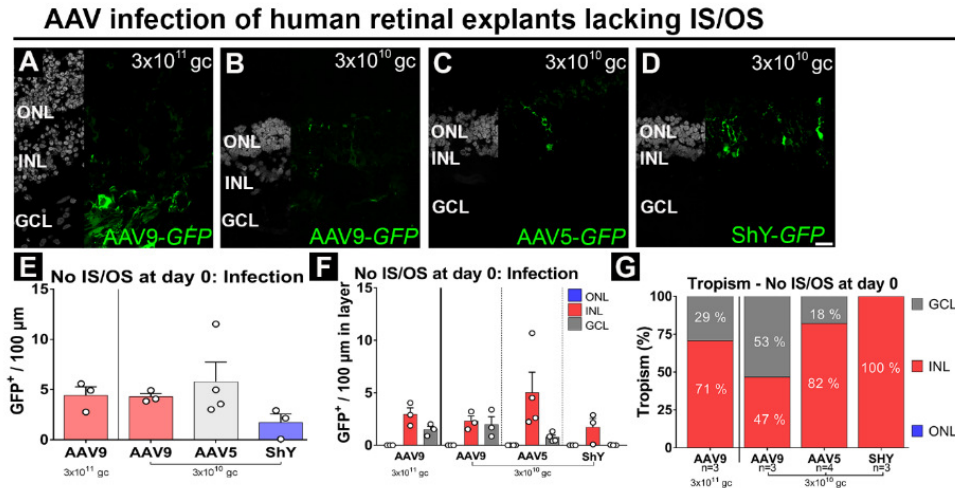 AAV infection of human retinal explants lacking IS/OS
A 3x10¹¹ gc ONL INL GCL AAV9-GFP
B 3x10¹⁰ gc ONL INL GCL AAV9-GFP
C 3x10¹⁰ gc ONL INL GCL AAV5-GFP
D 3x10¹⁰ gc ONL INL GCL ShY-GFP
E No IS/OS at day 0: Infection
GFP⁺ / 100 µm
15
10
5
0
AAV9 AAV9 AAV5 ShY
3x10¹¹ gc 3x10¹⁰ gc
F No IS/OS at day 0: Infection
GFP⁺ / 100 µm in layer
15
10
5
0
ONL
INL
GCL
AAV9 AAV9 AAV5 ShY
3x10¹¹ gc 3x10¹⁰ gc
G
Tropism - No IS/OS at day 0
Tropism (%)
100
75
50
25
0
29 % 53 % 18 % 100 %
71 % 47 % 82 %
GCL
INL
ONL
AAV9 AAV9 AAV5 SHY
n=3 n=3 n=4 n=3
3x10¹¹ gc 3x10¹⁰ gc